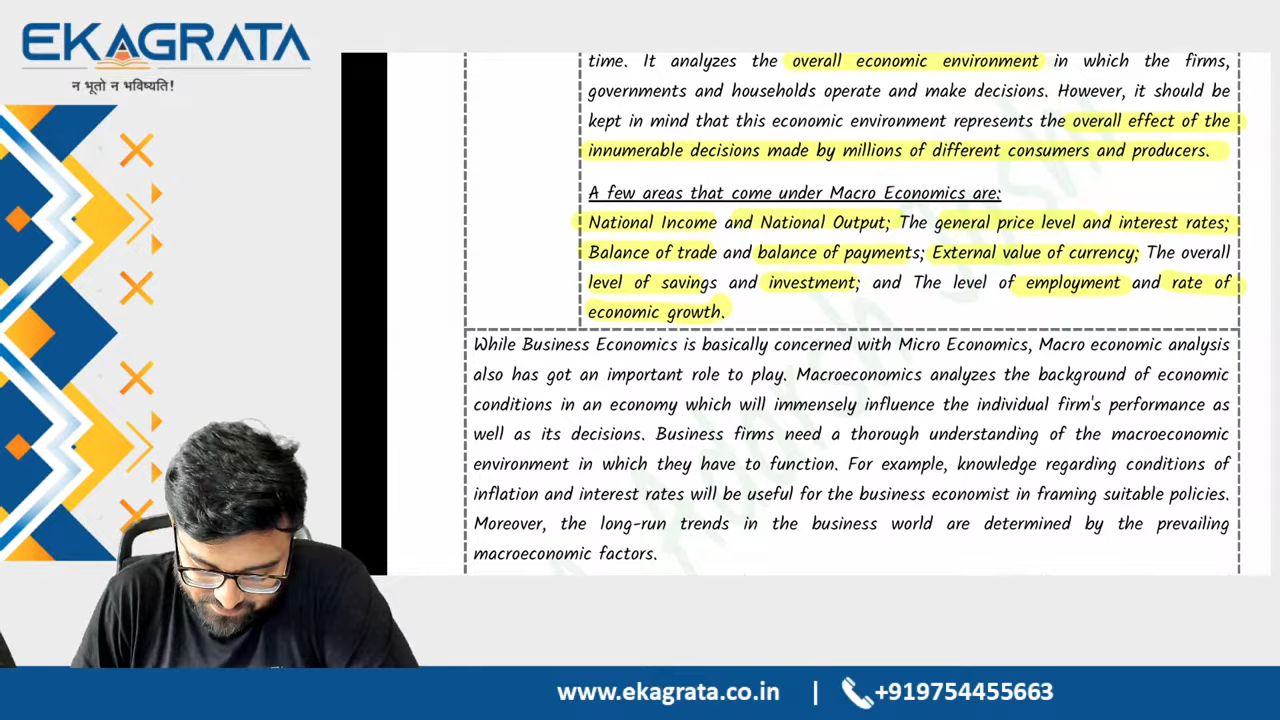 EKAGRATA
न भूतो न भविष्यति!
time. It analyzes the overall economic environment in which the firms,
governments and households operate and make decisions. However, it should be
kept in mind that this economic environment represents the overall effect of the
innumerable decisions made by millions of different consumers and producers.
A few areas that come under Macro Economics are:
National Income and National Output; The general price level and interest rates;
Balance of trade and balance of payments; External value of currency; The overall
level of savings and investment; and The level of employment and rate of
economic growth.
While Business Economics is basically concerned with Micro Economics, Macro economic analysis
also has got an important role to play. Macroeconomics analyzes the background of economic
conditions in an economy which will immensely influence the individual firm's performance as
well as its decisions. Business firms need a thorough understanding of the macroeconomic
environment in which they have to function. For example, knowledge regarding conditions of
inflation and interest rates will be useful for the business economist in framing suitable policies.
Moreover, the long-run trends in the business world are determined by the prevailing
macroeconomic factors.
www.ekagrata.co.in | +919754455663